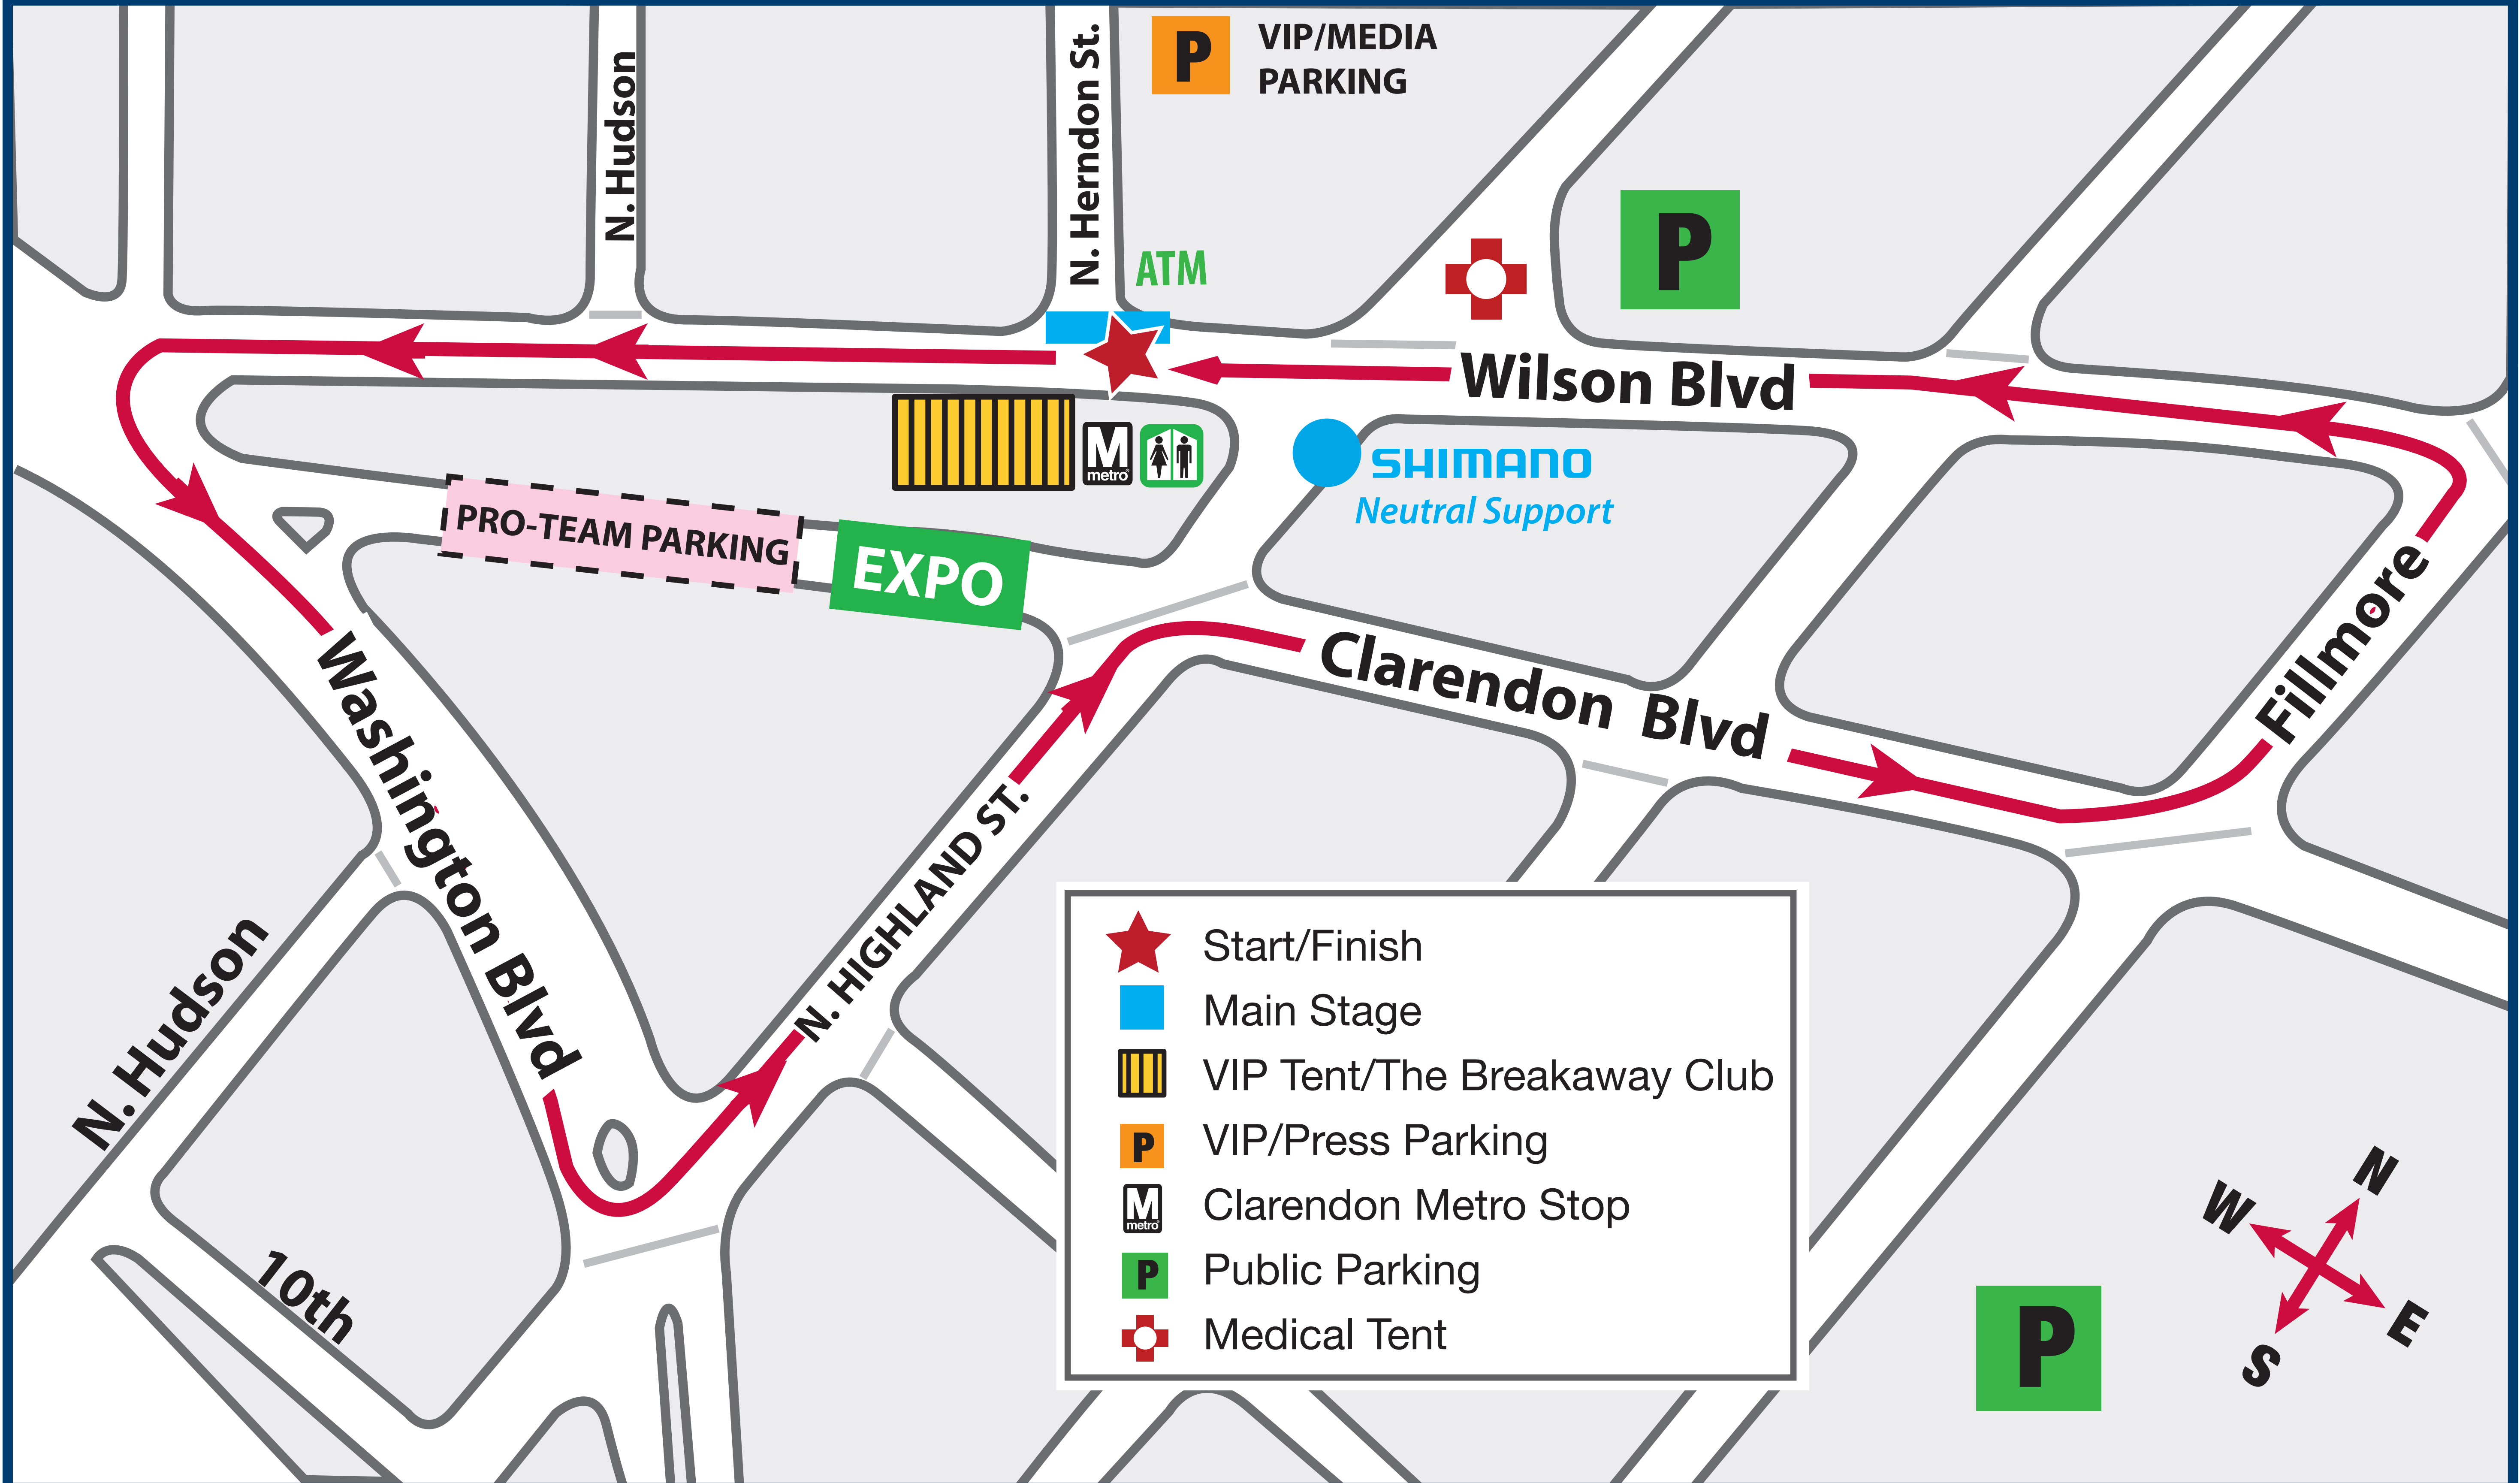 VIP/MEDIA
PARKING
P
N. Hudson
N. Herndon St.
ATM
P
Wilson Blvd
M
metro
SHIMANO
Neutral Support
PRO-TEAM PARKING
EXPO
Clarendon Blvd
Fillmore
Washington Blvd
N. HIGHLAND ST.
N. Hudson
10th
Start/Finish
Main Stage
VIP Tent/The Breakaway Club
P
VIP/Press Parking
M
metro
Clarendon Metro Stop
P
Public Parking
Medical Tent
P
N
W
E
S